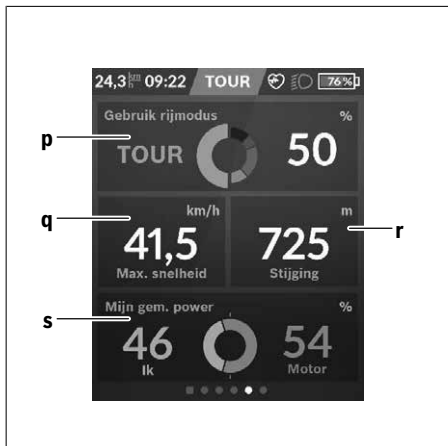 24,3 km/h 09:22 TOUR 76%
Gebruik rijmodus %
p
TOUR 50
km/h m
q
r
41,5 725
Max. snelheid Stijging
Mijn gem. power %
s
46 54
Ik Motor